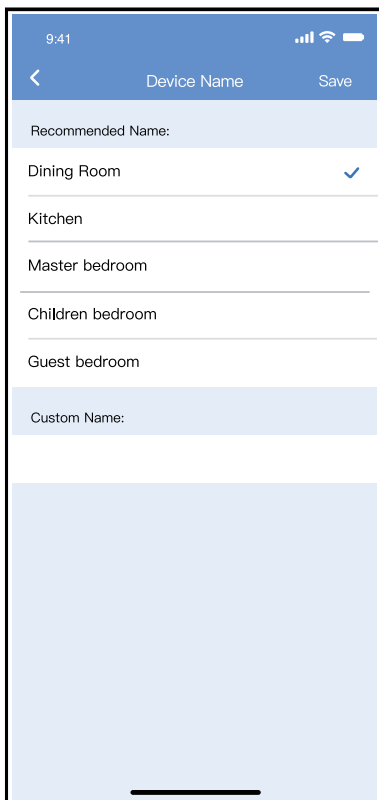 9:41
Device Name Save
Recommended Name:
Dining Room
Kitchen
Master bedroom
Children bedroom
Guest bedroom
Custom Name: